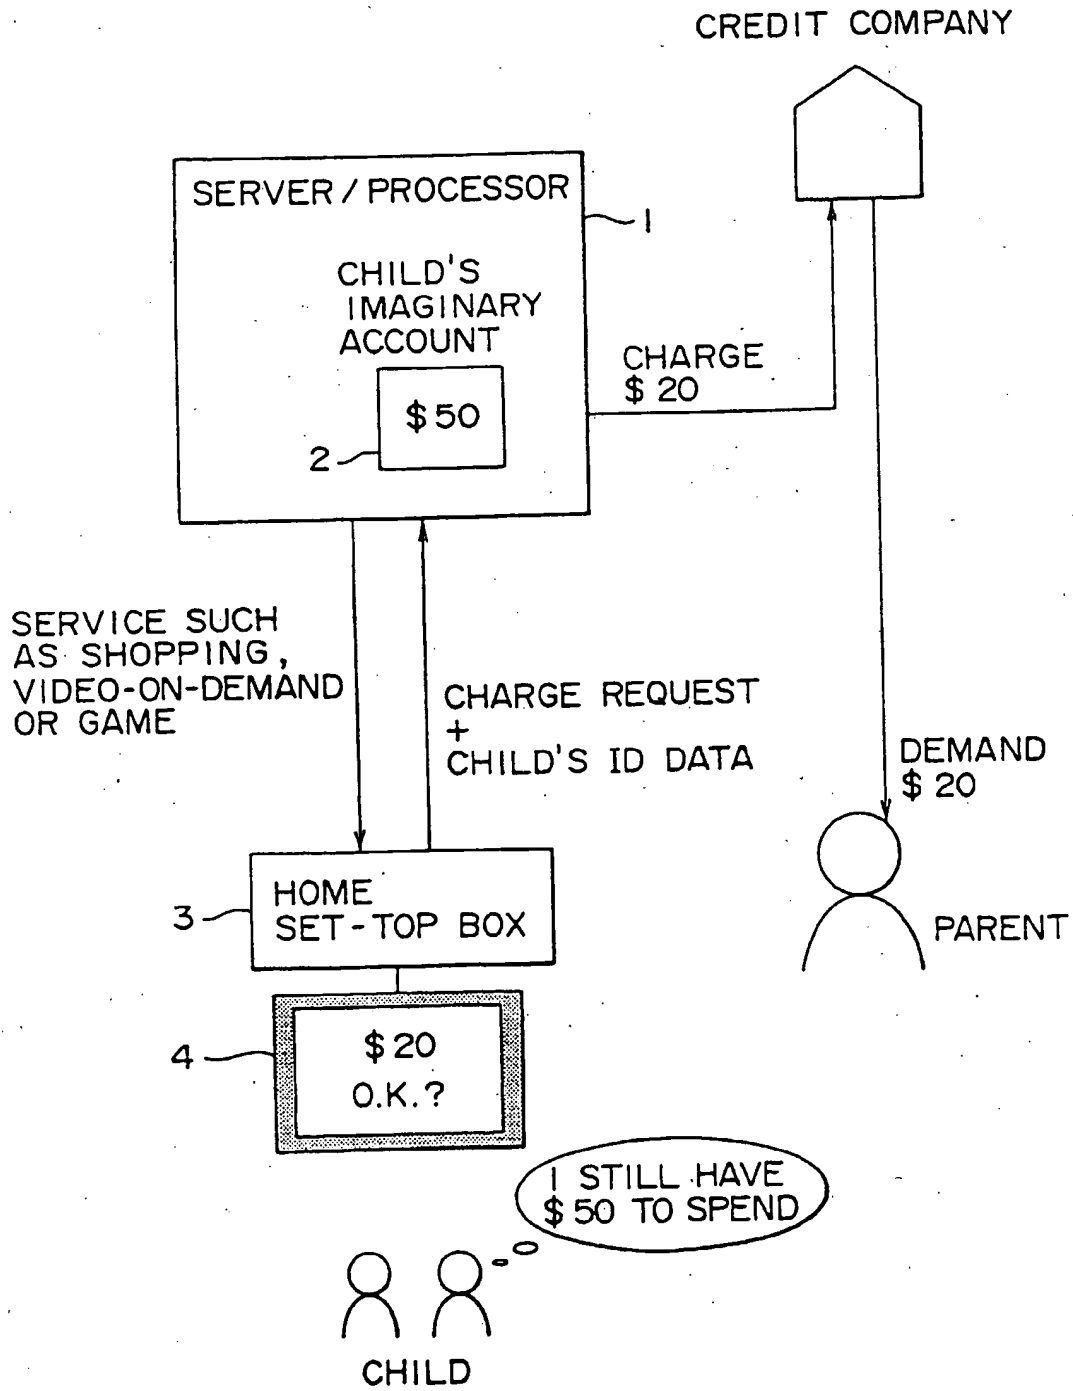 CREDIT COMPANY
SERVER / PROCESSOR
1
CHILD'S
IMAGINARY
ACCOUNT
$ 50
2
CHARGE
$ 20
SERVICE SUCH
AS SHOPPING,
VIDEO-ON-DEMAND
OR GAME
CHARGE REQUEST
+
CHILD'S ID DATA
DEMAND
$ 20
HOME
SET-TOP BOX
3
PARENT
$ 20
O.K.?
4
I STILL HAVE
$ 50 TO SPEND
CHILD